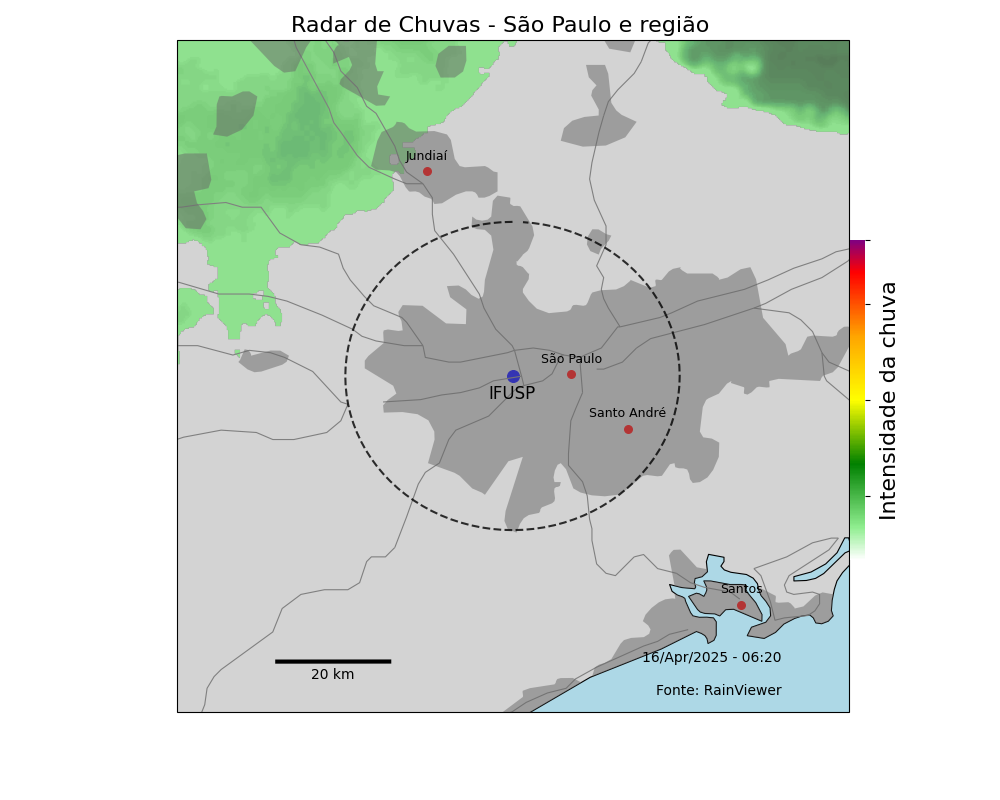 Radar de Chuvas - São Paulo e região
Jundiaí
São Paulo
IFUSP
Santo André
Intensidade da chuva
Santos
16/Apr/2025 - 06:20
20 km
Fonte: RainViewer